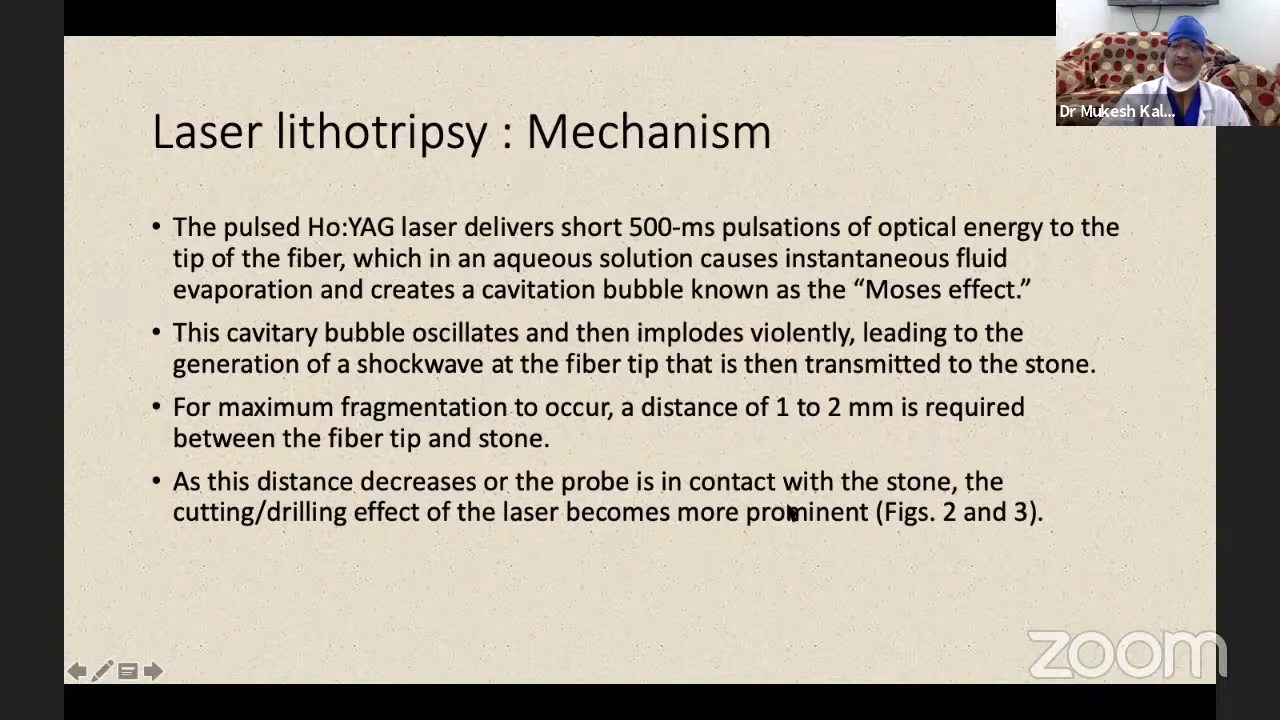 Dr Mukesh Kal...
Laser lithotripsy : Mechanism
• The pulsed Ho:YAG laser delivers short 500-ms pulsations of optical energy to the
tip of the fiber, which in an aqueous solution causes instantaneous fluid
evaporation and creates a cavitation bubble known as the “Moses effect.”
• This cavitary bubble oscillates and then implodes violently, leading to the
generation of a shockwave at the fiber tip that is then transmitted to the stone.
• For maximum fragmentation to occur, a distance of 1 to 2 mm is required
between the fiber tip and stone.
• As this distance decreases or the probe is in contact with the stone, the
cutting/drilling effect of the laser becomes more prominent (Figs. 2 and 3).
zoom